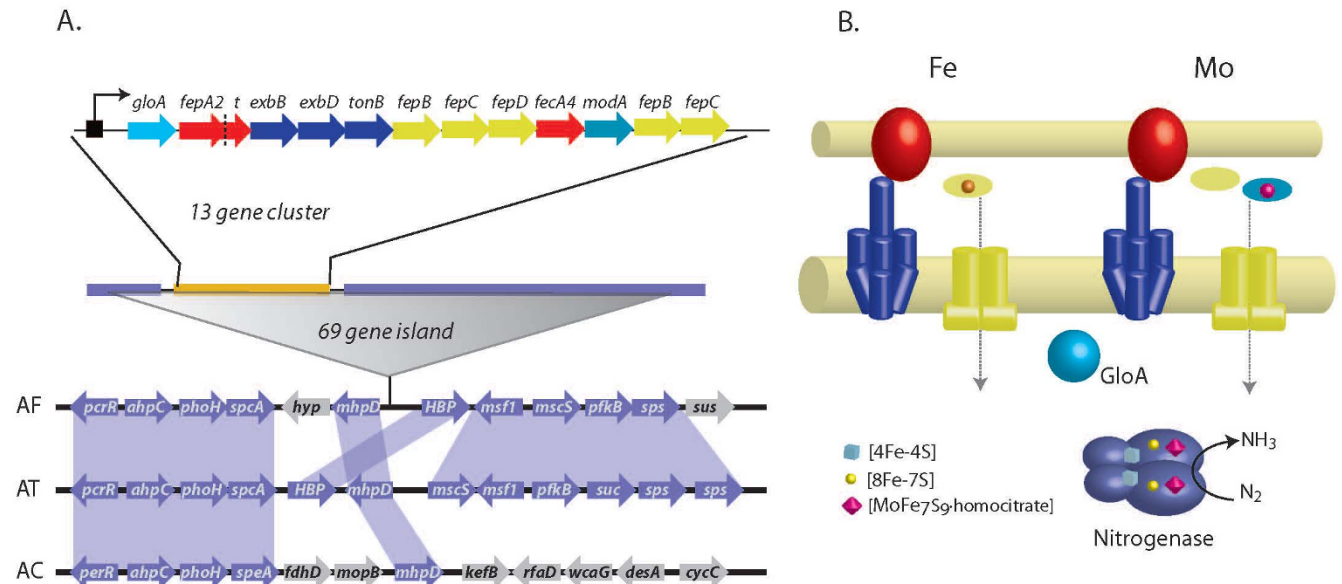 A.
gloA fepA2 t exbB exbD tonB fepB fepC fepD fecA4 modA fepB fepC
13 gene cluster
69 gene island
AF pcrR ahpC phoH spcA hyp mhpD HBP msf1 mscS pfkB sps sus
AT pcrR ahpC phoH spcA HBP mhpD mscS msf1 pfkB suc sps sps
AC perR ahpC phoH speA fdhD mopB mhpD kefB rfaD wcaG desA cycC
B.
Fe Mo
GloA
[4Fe-4S]
[8Fe-7S]
[MoFe7S9·homocitrate]
NH3
N2
Nitrogenase